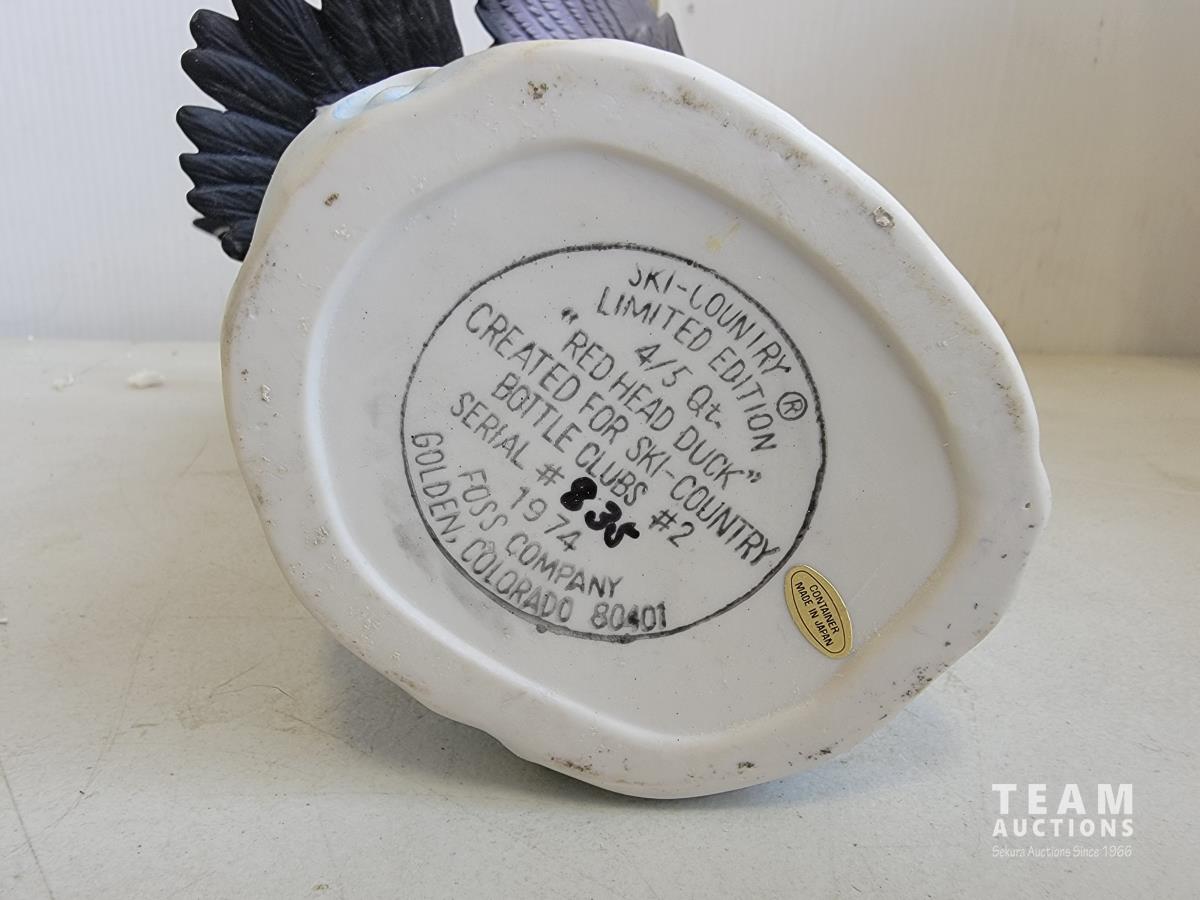 SKI-COUNTRY ®
LIMITED EDITION
4/5 Qt.
"RED HEAD DUCK"
CREATED FOR SKI-COUNTRY
BOTTLE CLUBS #2
SERIAL # 835
1974
FOSS COMPANY
GOLDEN, COLORADO 80401
CONTAINER
MADE IN JAPAN
TEAM
AUCTIONS
Sekura Auctions Since 1966